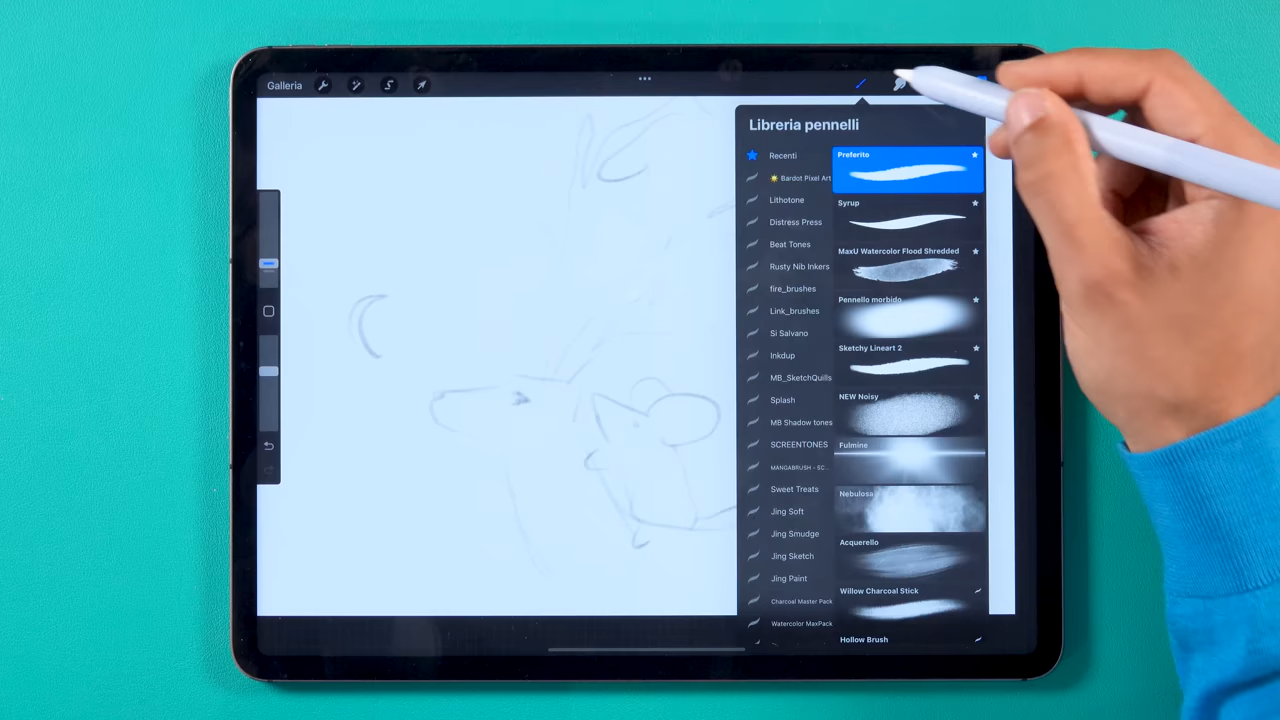 Galleria
Libreria pennelli
Recenti
Bardot Pixel Art
Lithotone
Distress Press
Beat Tones
Rusty Nib Inkers
fire_brushes
Link_brushes
Si Salvano
Inkdup
MB_SketchQuills
Splash
MB Shadow tones
SCREENTONES
MANGABRUSH - SC...
Sweet Treats
Jing Soft
Jing Smudge
Jing Sketch
Jing Paint
Charcoal Master Pack
Watercolor MaxPack
Preferito
Syrup
MaxU Watercolor Flood Shredded
Pennello morbido
Sketchy Lineart 2
NEW Noisy
Fulmine
Nebulosa
Acquerello
Willow Charcoal Stick
Hollow Brush